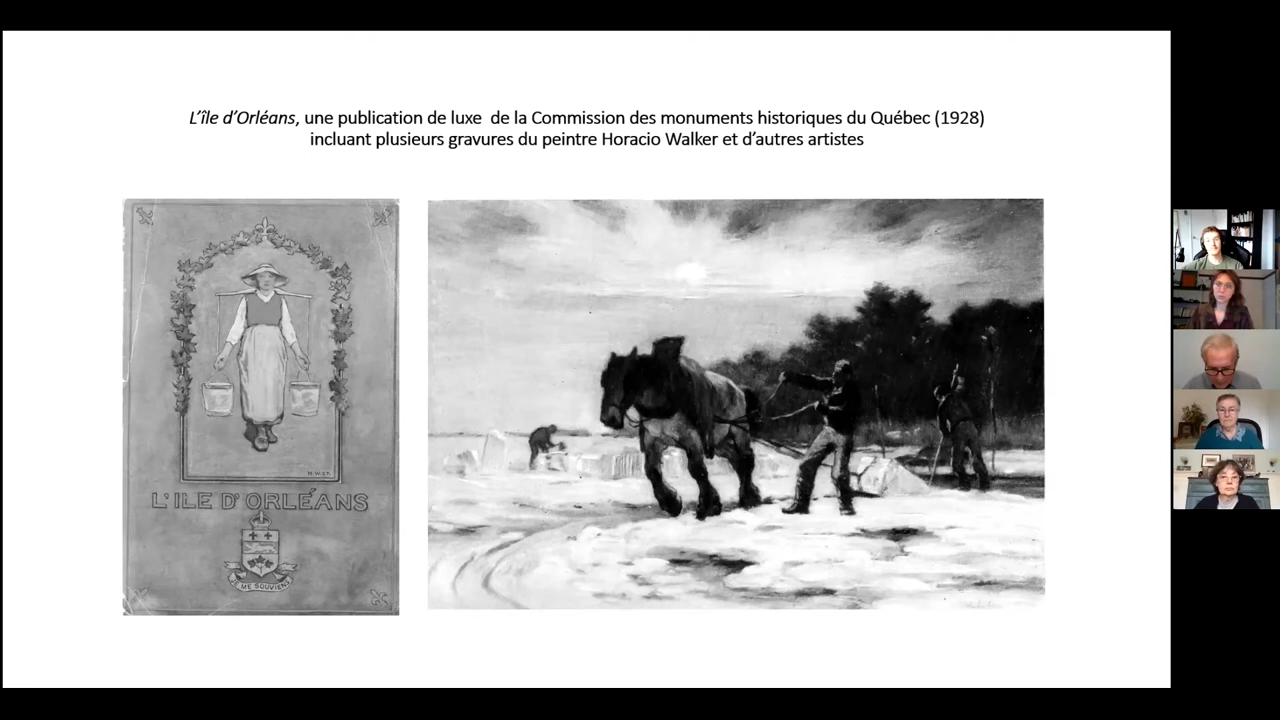 L’île d’Orléans, une publication de luxe  de la Commission des monuments historiques du Québec (1928)
incluant plusieurs gravures du peintre Horacio Walker et d’autres artistes
L'ILE D'ORLÉANS
JE ME SOUVIENS